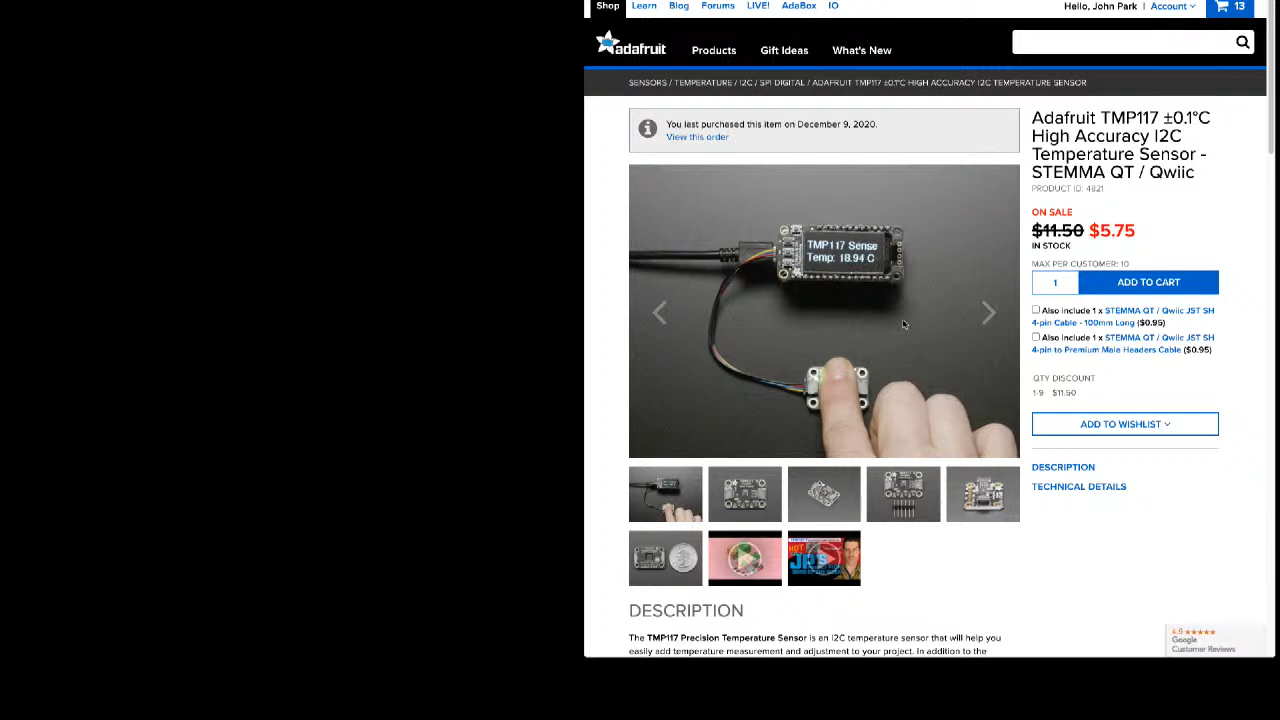 Shop Learn Blog Forums LIVE! AdaBox IO Hello, John Park | Account 13
adafruit Products Gift Ideas What's New
SENSORS / TEMPERATURE / I2C / SPI DIGITAL / ADAFRUIT TMP117 ±0.1°C HIGH ACCURACY I2C TEMPERATURE SENSOR
You last purchased this item on December 9, 2020.
View this order
TMP117 Sense
Temp: 18.94 C
Adafruit TMP117 ±0.1°C
High Accuracy I2C
Temperature Sensor -
STEMMA QT / Qwiic
PRODUCT ID: 4821
ON SALE
$11.50 $5.75
IN STOCK
MAX PER CUSTOMER: 10
1 ADD TO CART
Also include 1 x STEMMA QT / Qwiic JST SH
4-pin Cable - 100mm Long ($0.95)
Also include 1 x STEMMA QT / Qwiic JST SH
4-pin to Premium Male Headers Cable ($0.95)
QTY DISCOUNT
1-9 $11.50
ADD TO WISHLIST
DESCRIPTION
TECHNICAL DETAILS
HOT
JP's
DESCRIPTION
The TMP117 Precision Temperature Sensor is an I2C temperature sensor that will help you
easily add temperature measurement and adjustment to your project. In addition to the
4.9 ★★★★★
Google
Customer Reviews